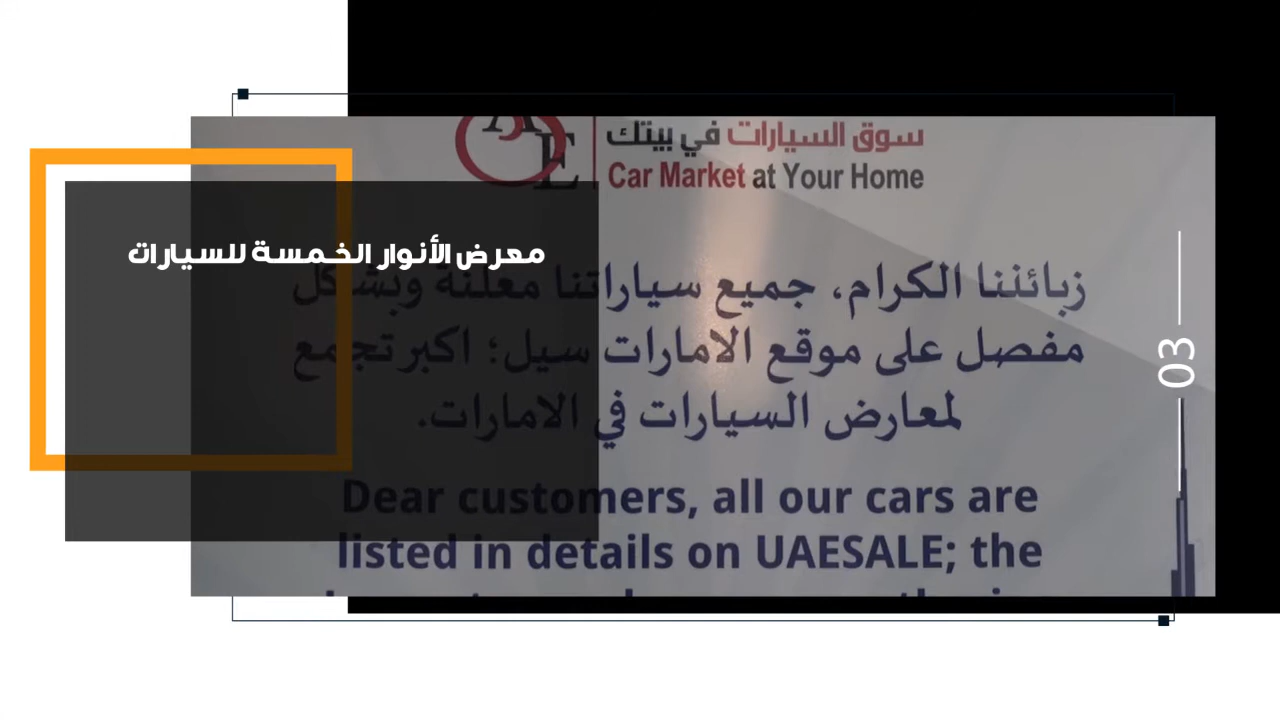 سوق السيارات في بيتك
Car Market at Your Home
معرض الأنوار الخمسة للسيارات
زبائننا الكرام، جميع سياراتنا معلنة وبشكل
مفصل على موقع الامارات سيل؛ اكبر تجمع
لمعارض السيارات في الامارات.
Dear customers, all our cars are
listed in details on UAESALE; the
03